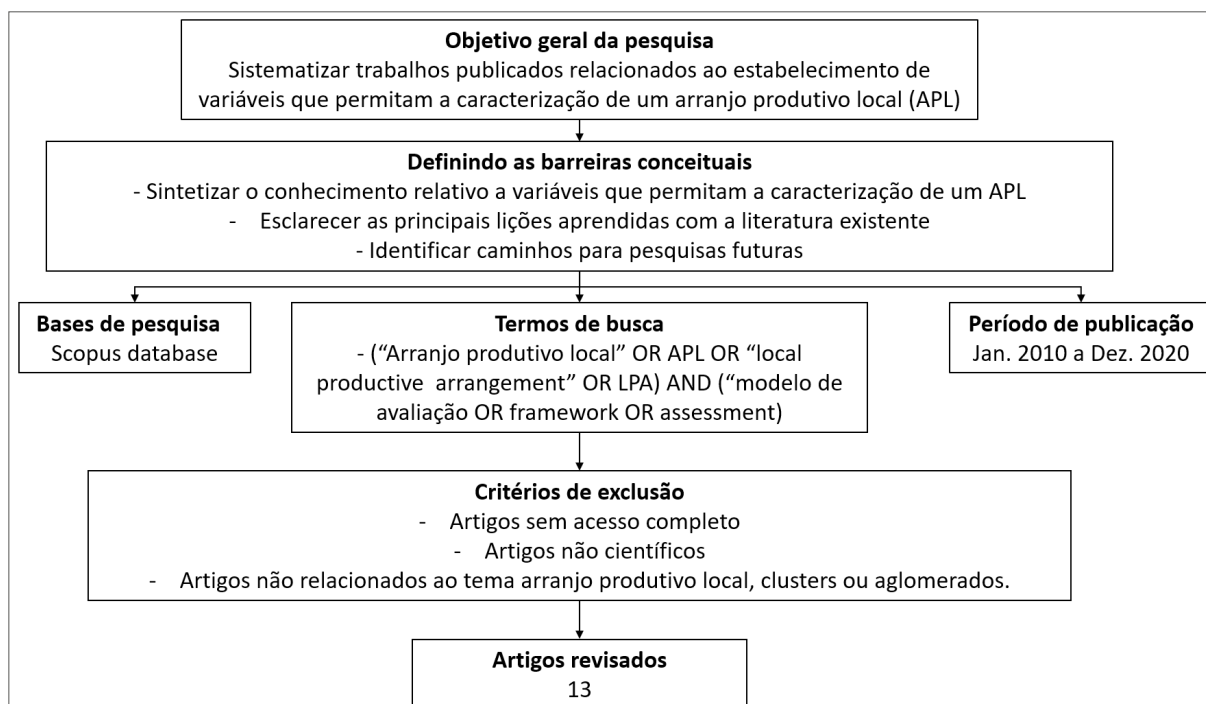 Objetivo geral da pesquisa
Sistematizar trabalhos publicados relacionados ao estabelecimento de
variáveis que permitam a caracterização de um arranjo produtivo local (APL)
Definindo as barreiras conceituais
- Sintetizar o conhecimento relativo a variáveis que permitam a caracterização de um APL
- Esclarecer as principais lições aprendidas com a literatura existente
- Identificar caminhos para pesquisas futuras
Bases de pesquisa
Scopus database
Termos de busca
- (“Arranjo produtivo local” OR APL OR “local
productive arrangement” OR LPA) AND (“modelo de
avaliação OR framework OR assessment)
Período de publicação
Jan. 2010 a Dez. 2020
Critérios de exclusão
- Artigos sem acesso completo
- Artigos não científicos
- Artigos não relacionados ao tema arranjo produtivo local, clusters ou aglomerados.
Artigos revisados
13